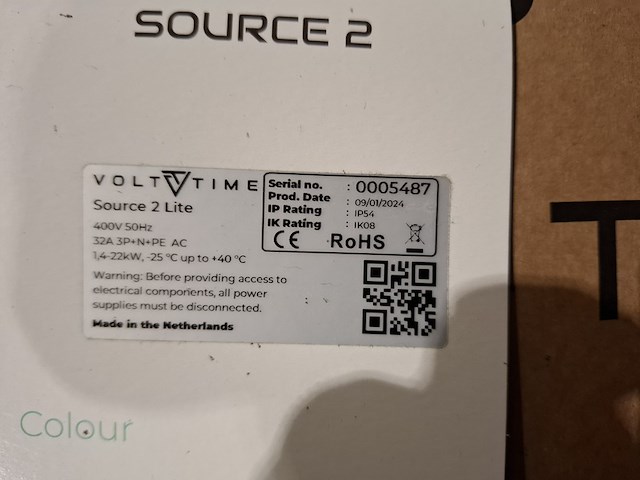 SOURCE 2
VOLT TIME
Source 2 Lite
400V 50Hz
32A 3P+N+PE AC
1,4-22kW, -25 °C up to +40 °C
Warning: Before providing access to
electrical components, all power
supplies must be disconnected.
Made in the Netherlands
Serial no. : 0005487
Prod. Date : 09/01/2024
IP Rating : IP54
IK Rating : IK08
CE RoHS
Colour
T